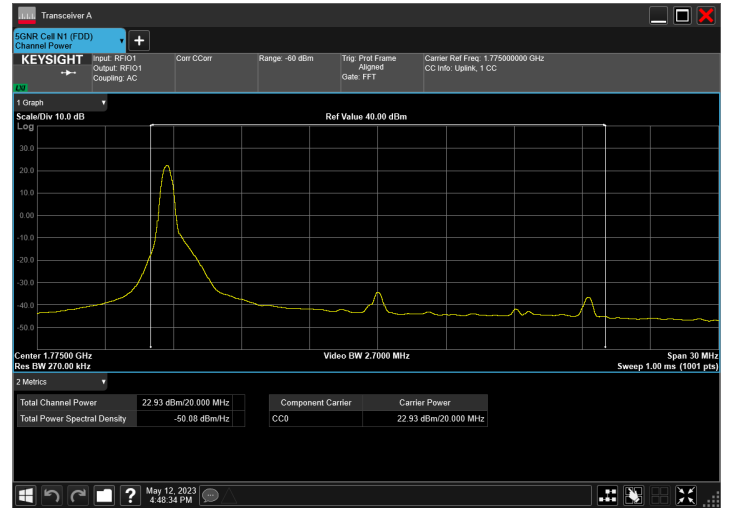 Transceiver A
5GNR Cell N1 (FDD)
Channel Power
KEYSIGHT
LXI
Input: RFIO1
Output: RFIO1
Coupling: AC
Corr CCorr
Range: -60 dBm
Trig: Prot Frame
Aligned
Gate: FFT
Carrier Ref Freq: 1.775000000 GHz
CC Info: Uplink, 1 CC
1 Graph
Scale/Div 10.0 dB
Ref Value 40.00 dBm
Log
30.0
20.0
10.0
0.00
-10.0
-20.0
-30.0
-40.0
-50.0
Center 1.77500 GHz
Video BW 2.7000 MHz
Span 30 MHz
Res BW 270.00 kHz
Sweep 1.00 ms (1001 pts)
2 Metrics
Total Channel Power 22.93 dBm/20.000 MHz
Total Power Spectral Density -50.08 dBm/Hz
Component Carrier Carrier Power
CC0 22.93 dBm/20.000 MHz
May 12, 2023
4:48:34 PM